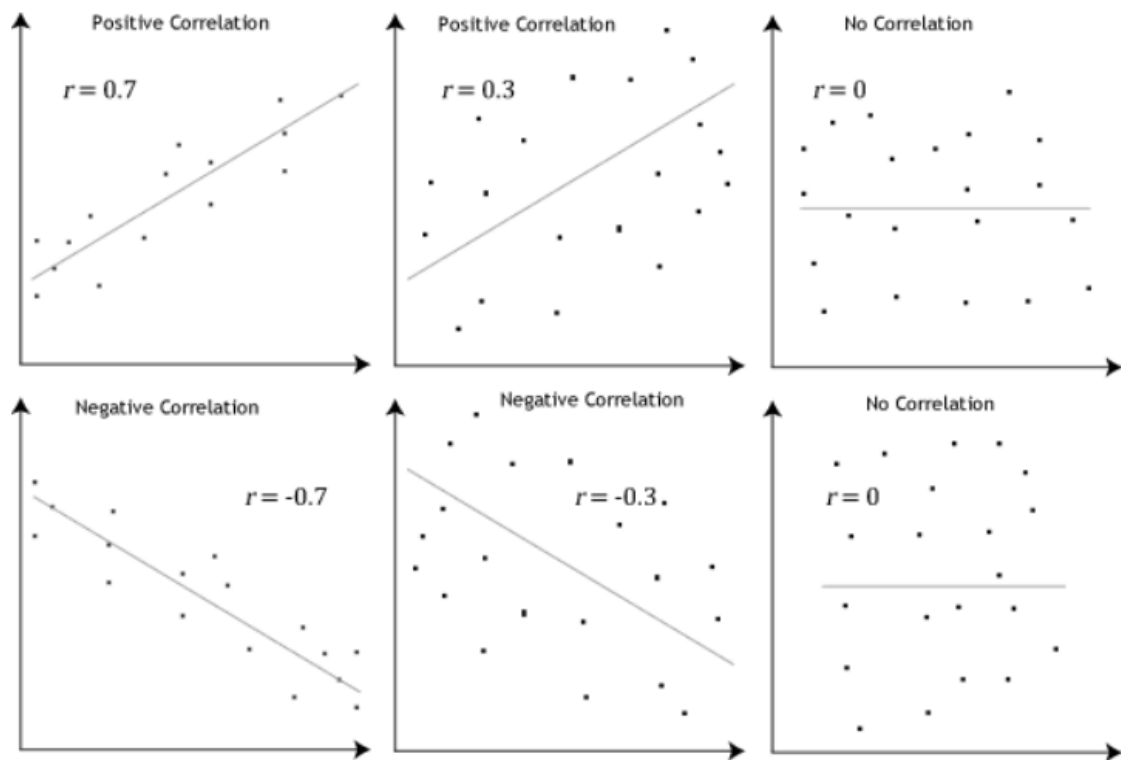 Positive Correlation
r = 0.7
Positive Correlation
r = 0.3
No Correlation
r = 0
Negative Correlation
r = -0.7
Negative Correlation
r = -0.3
No Correlation
r = 0